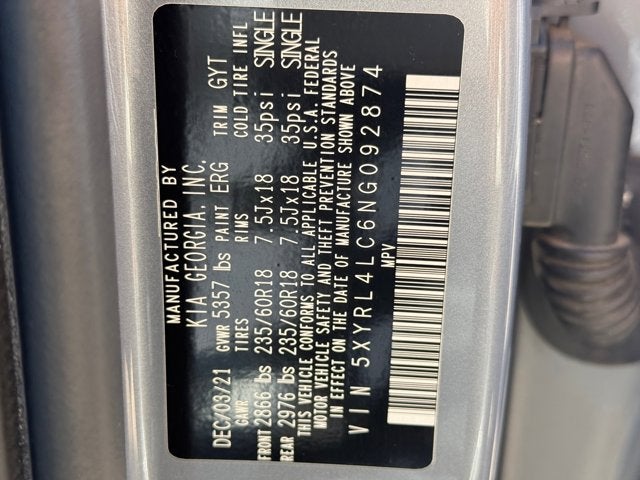 MANUFACTURED BY
KIA GEORGIA, INC.
DEC/03/21 GVWR 5357 lbs PAINT ERG TRIM GYT
GAWR TIRES RIMS COLD TIRE INFL
FRONT 2866 lbs 235/60R18 7.5Jx18 35psi SINGLE
REAR 2976 lbs 235/60R18 7.5Jx18 35psi SINGLE
THIS VEHICLE CONFORMS TO ALL APPLICABLE U.S.A. FEDERAL
MOTOR VEHICLE SAFETY AND THEFT PREVENTION STANDARDS
IN EFFECT ON THE DATE OF MANUFACTURE SHOWN ABOVE
VIN 5XYRL4LC6NG092874
MPV